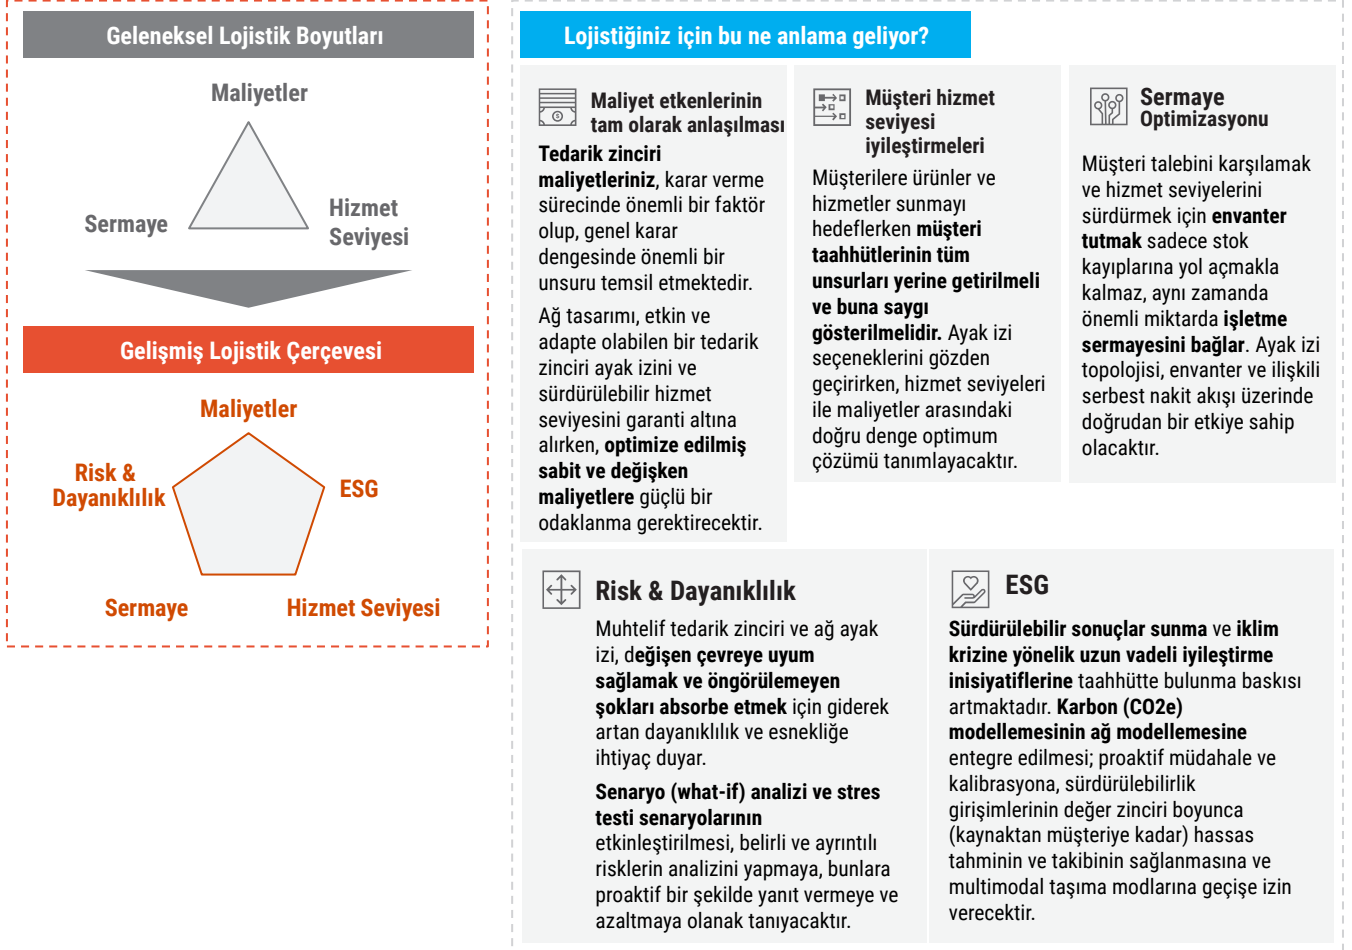 Geleneksel Lojistik Boyutları
Maliyetler
Sermaye
Hizmet
Seviyesi
Gelişmiş Lojistik Çerçevesi
Maliyetler
Risk &
Dayanıklılık
ESG
Sermaye
Hizmet Seviyesi
Lojistiğiniz için bu ne anlama geliyor?
Maliyet etkenlerinin
tam olarak anlaşılması
Tedarik zinciri
maliyetleriniz, karar verme
sürecinde önemli bir faktör
olup, genel karar
dengesinde önemli bir
unsuru temsil etmektedir.
Ağ tasarımı, etkin ve
adapte olabilen bir tedarik
zinciri ayak izini ve
sürdürülebilir hizmet
seviyesini garanti altına
alırken, optimize edilmiş
sabit ve değişken
maliyetlere güçlü bir
odaklanma gerektirecektir.
Müşteri hizmet
seviyesi
iyileştirmeleri
Müşterilere ürünler ve
hizmetler sunmayı
hedeflerken müşteri
taahhütlerinin tüm
unsurları yerine getirilmeli
ve buna saygı
gösterilmelidir. Ayak izi
seçeneklerini gözden
geçirirken, hizmet seviyeleri
ile maliyetler arasındaki
doğru denge optimum
çözümü tanımlayacaktır.
Sermaye
Optimizasyonu
Müşteri talebini karşılamak
ve hizmet seviyelerini
sürdürmek için envanter
tutmak sadece stok
kayıplarına yol açmakla
kalmaz, aynı zamanda
önemli miktarda işletme
sermayesini bağlar. Ayak izi
topolojisi, envanter ve ilişkili
serbest nakit akışı üzerinde
doğrudan bir etkiye sahip
olacaktır.
Risk & Dayanıklılık
Muhtelif tedarik zinciri ve ağ ayak
izi, değişen çevreye uyum
sağlamak ve öngörülemeyen
şokları absorbe etmek için giderek
artan dayanıklılık ve esnekliğe
ihtiyaç duyar.
Senaryo (what-if) analizi ve stres
testi senaryolarının
etkinleştirilmesi, belirli ve ayrıntılı
risklerin analizini yapmaya, bunlara
proaktif bir şekilde yanıt vermeye ve
azaltmaya olanak tanıyacaktır.
ESG
Sürdürülebilir sonuçlar sunma ve iklim
krizine yönelik uzun vadeli iyileştirme
inisiyatiflerine taahhütte bulunma baskısı
artmaktadır. Karbon (CO2e)
modellemesinin ağ modellemesine
entegre edilmesi; proaktif müdahale ve
kalibrasyona, sürdürülebilirlik
girişimlerinin değer zinciri boyunca
(kaynaktan müşteriye kadar) hassas
tahminin ve takibinin sağlanmasına ve
multimodal taşıma modlarına geçişe izin
verecektir.